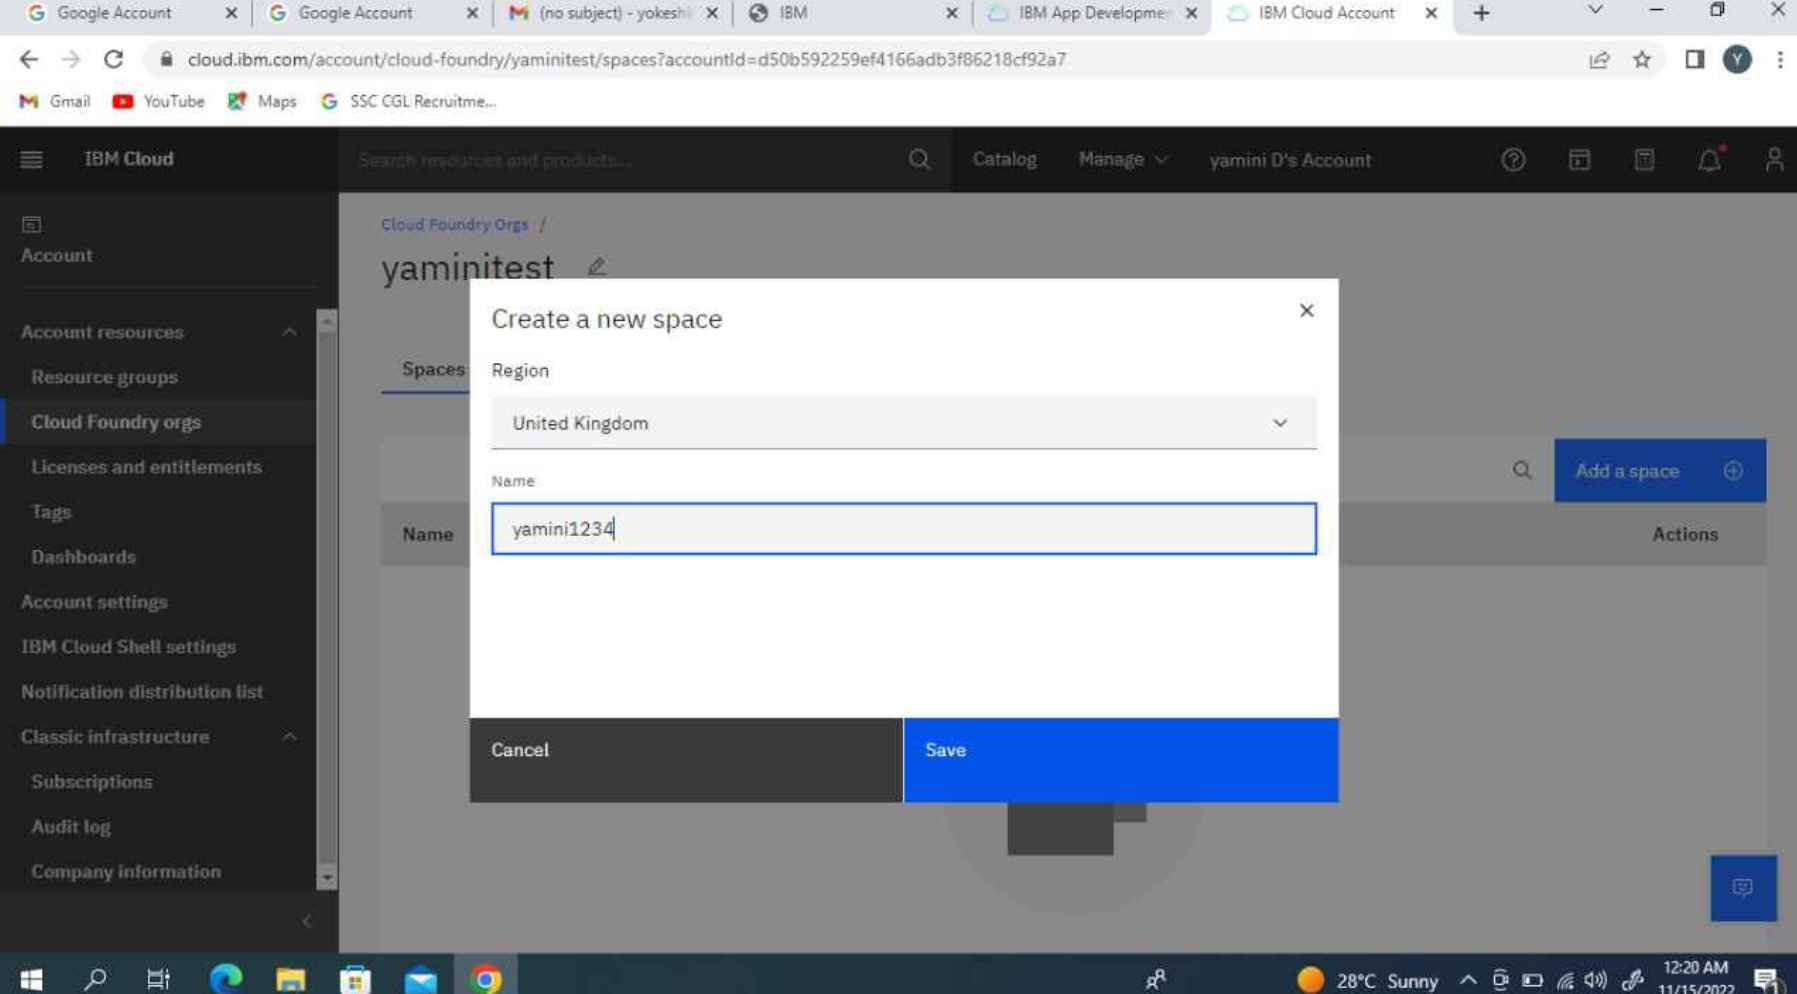 Google Account
Google Account
(no subject) - yokeshi
IBM
IBM App Developmen
IBM Cloud Account
cloud.ibm.com/account/cloud-foundry/yaminitest/spaces?accountId=d50b592259ef4166adb3f86218cf92a7
Y
Gmail
YouTube
Maps
SSC CGL Recruitme...
IBM Cloud
Search resources and products...
Catalog
Manage
yamini D's Account
Account
Cloud Foundry Orgs /
yaminitest
Account resources
Resource groups
Cloud Foundry orgs
Licenses and entitlements
Tags
Dashboards
Account settings
IBM Cloud Shell settings
Notification distribution list
Classic infrastructure
Subscriptions
Audit log
Company information
Spaces
Add a space
Name
Actions
Create a new space
Region
United Kingdom
Name
yamini1234
Cancel
Save
28°C Sunny
12:20 AM
11/15/2022
1